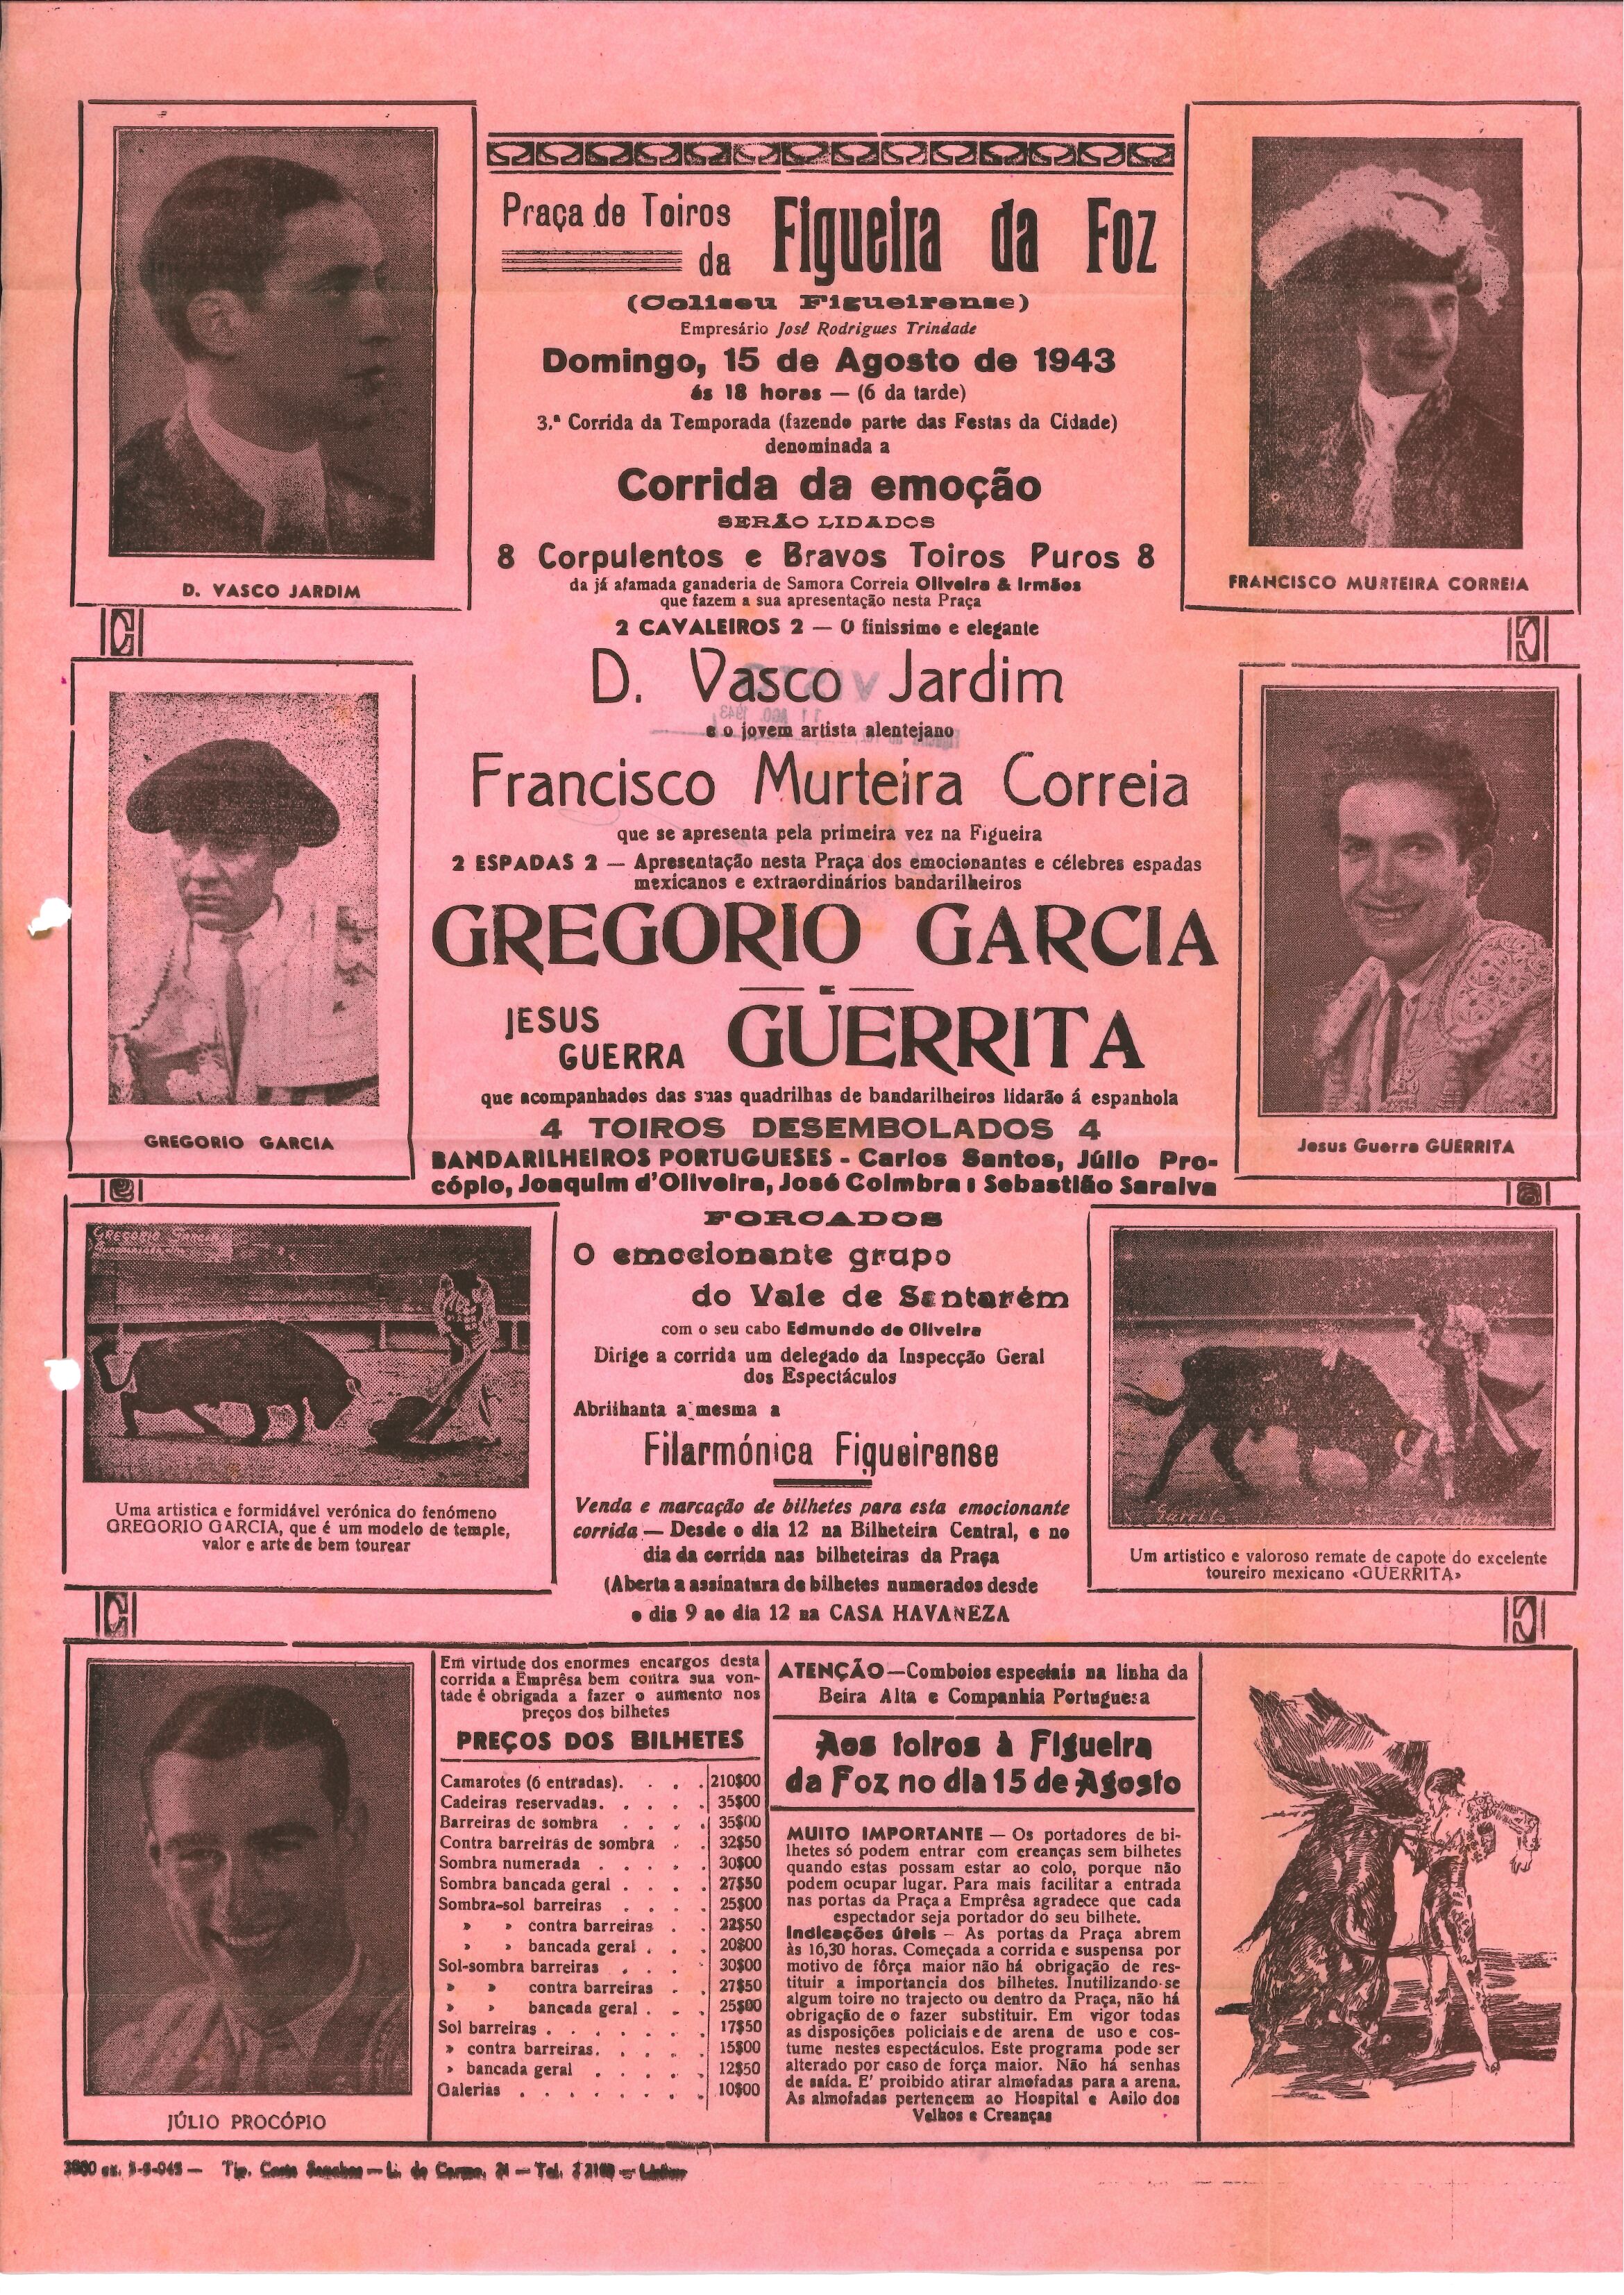 Praça de Toiros
da
Figueira da Foz
(Coliseu Figueirense)
Empresário José Rodrigues Trindade
Domingo, 15 de Agosto de 1943
ás 18 horas — (6 da tarde)
3.ª Corrida da Temporada (fazendo parte das Festas da Cidade)
denominada a
Corrida da emoção
SERÃO LIDADOS
8 Corpulentos e Bravos Toiros Puros 8
da já afamada ganaderia de Samora Correia Oliveira & Irmãos
que fazem a sua apresentação nesta Praça
2 CAVALEIROS 2 — O finissimo e elegante
D. Vasco Jardim
e o jovem artista alentejano
Francisco Murteira Correia
que se apresenta pela primeira vez na Figueira
2 ESPADAS 2 — Apresentação nesta Praça dos emocionantes e célebres espadas
mexicanos e extraordinários bandarilheiros
GREGORIO GARCIA
E
JESUS
GUERRA
GUERRITA
que acompanhados das suas quadrilhas de bandarilheiros lidarão á espanhola
4 TOIROS DESEMBOLADOS 4
BANDARILHEIROS PORTUGUESES - Carlos Santos, Júlio Pro-
cópio, Joaquim d'Oliveira, José Coimbra i Sebastião Saraiva
D. VASCO JARDIM
FRANCISCO MURTEIRA CORREIA
GREGORIO GARCIA
Jesus Guerra GUERRITA
FORCADOS
O emocionante grupo
do Vale de Santarém
com o seu cabo Edmundo de Oliveira
Dirige a corrida um delegado da Inspecção Geral
dos Espectáculos
Abrilhanta a mesma a
Filarmónica Figueirense
Venda e marcação de bilhetes para esta emocionante
corrida — Desde o dia 12 na Bilheteira Central, e no
dia da corrida nas bilheteiras da Praça
(Aberta a assinatura de bilhetes numerados desde
o dia 9 ao dia 12 na CASA HAVANEZA
GREGORIO GARCIA
Uma artistica e formidável verónica do fenómeno
GREGORIO GARCIA, que é um modelo de temple,
valor e arte de bem tourear
Um artistico e valoroso remate de capote do excelente
toureiro mexicano «GUERRITA»
JÚLIO PROCÓPIO
Em virtude dos enormes encargos desta
corrida a Emprêsa bem contra sua von-
tade é obrigada a fazer o aumento nos
preços dos bilhetes
PREÇOS DOS BILHETES
Camarotes (6 entradas). . . . 210$00
Cadeiras reservadas. . . . . 35$00
Barreiras de sombra . . . . 35$00
Contra barreiras de sombra . . 32$50
Sombra numerada . . . . 30$00
Sombra bancada geral . . . . 27$50
Sombra-sol barreiras . . . . 25$00
» » contra barreiras . . 22$50
» » bancada geral . . . 20$00
Sol-sombra barreiras . . . . 30$00
» » contra barreiras . . 27$50
» » bancada geral . . . 25$00
Sol barreiras . . . . . . 17$50
» contra barreiras. . . . . 15$00
» bancada geral . . . . 12$50
Galerias . . . . . . . 10$00
ATENÇÃO—Comboios especiais na linha da
Beira Alta e Companhia Portuguesa
Aos toiros à Figueira
da Foz no dia 15 de Agosto
MUITO IMPORTANTE — Os portadores de bi-
lhetes só podem entrar com creanças sem bilhetes
quando estas possam estar ao colo, porque não
podem ocupar lugar. Para mais facilitar a entrada
nas portas da Praça a Emprêsa agradece que cada
espectador seja portador do seu bilhete.
Indicações úteis — As portas da Praça abrem
às 16,30 horas. Começada a corrida e suspensa por
motivo de fôrça maior não há obrigação de res-
tituir a importancia dos bilhetes. Inutilizando-se
algum toiro no trajecto ou dentro da Praça, não há
obrigação de o fazer substituir. Em vigor todas
as disposições policiais e de arena de uso e cos-
tume nestes espectáculos. Este programa pode ser
alterado por caso de força maior. Não há senhas
de saída. E' proibido atirar almofadas para a arena.
As almofadas pertencem ao Hospital e Asilo dos
Velhos e Creanças
Tip. Costa Sanches — L. do Carmo, — Tel. — Lisboa